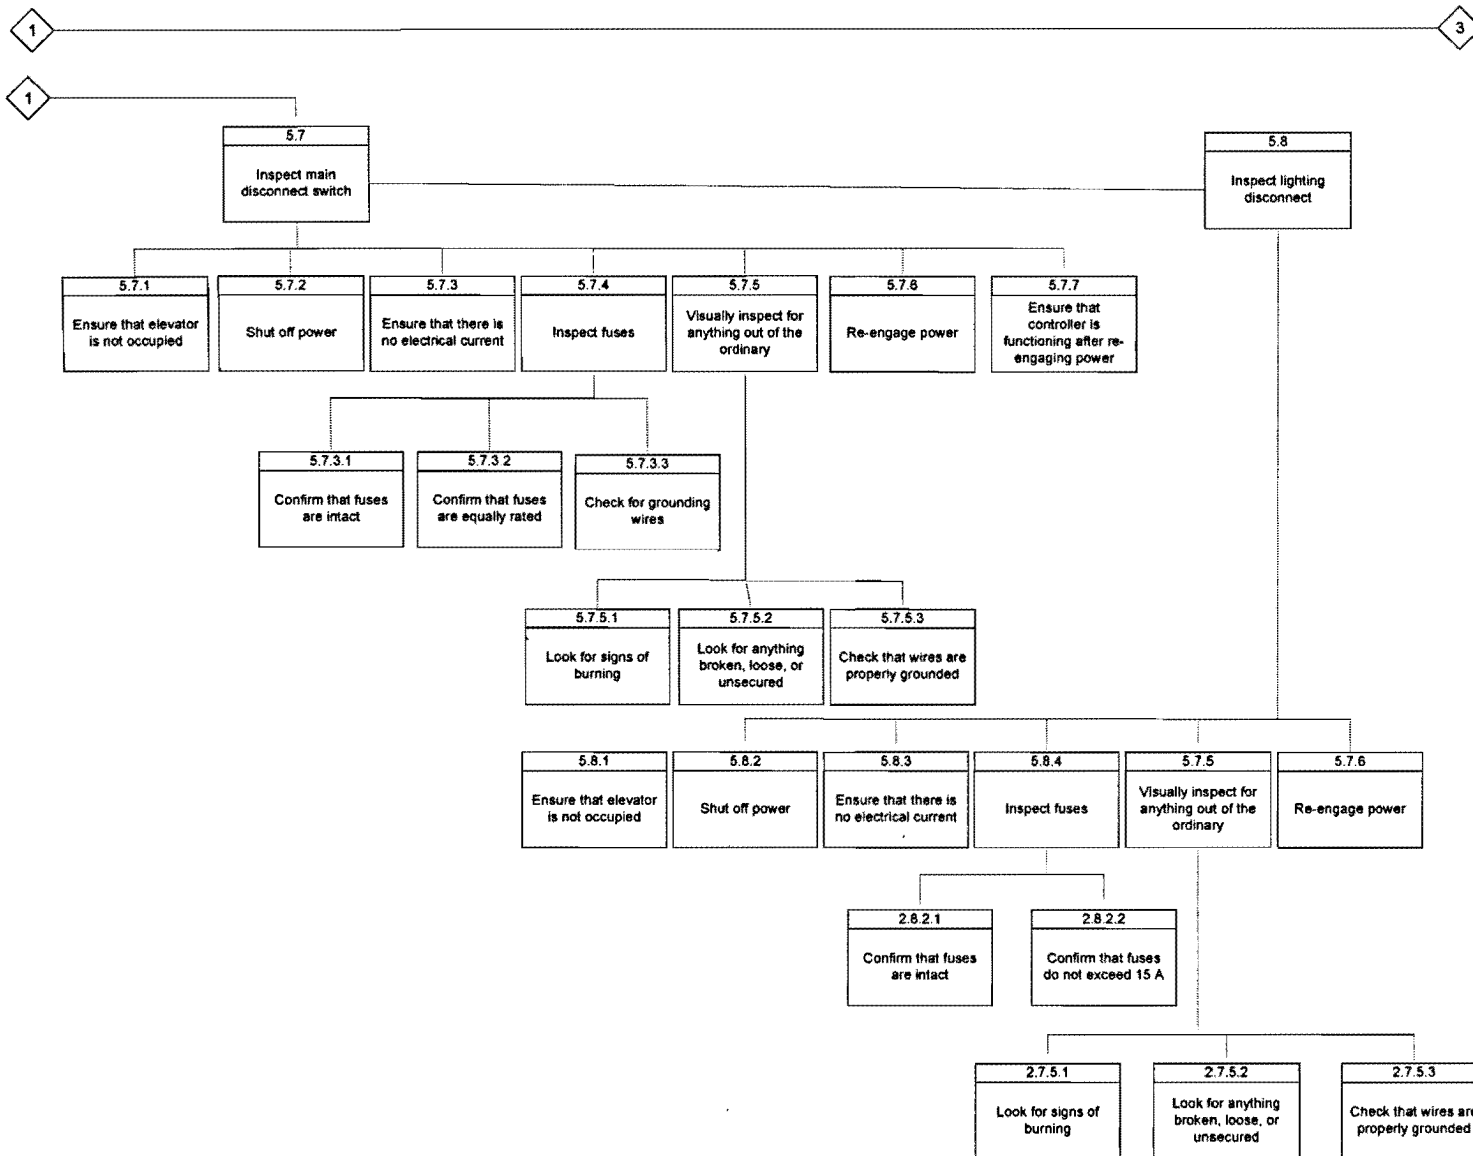 1
3
1
5.7
Inspect main
disconnect switch
5.8
Inspect lighting
disconnect
5.7.1
Ensure that elevator
is not occupied
5.7.2
Shut off power
5.7.3
Ensure that there is
no electrical current
5.7.4
Inspect fuses
5.7.5
Visually inspect for
anything out of the
ordinary
5.7.6
Re-engage power
5.7.7
Ensure that
controller is
functioning after re-
engaging power
5.7.3.1
Confirm that fuses
are intact
5.7.3.2
Confirm that fuses
are equally rated
5.7.3.3
Check for grounding
wires
5.7.5.1
Look for signs of
burning
5.7.5.2
Look for anything
broken, loose, or
unsecured
5.7.5.3
Check that wires are
properly grounded
5.8.1
Ensure that elevator
is not occupied
5.8.2
Shut off power
5.8.3
Ensure that there is
no electrical current
5.8.4
Inspect fuses
5.7.5
Visually inspect for
anything out of the
ordinary
5.7.6
Re-engage power
2.8.2.1
Confirm that fuses
are intact
2.8.2.2
Confirm that fuses
do not exceed 15 A
2.7.5.1
Look for signs of
burning
2.7.5.2
Look for anything
broken, loose, or
unsecured
2.7.5.3
Check that wires are
properly grounded